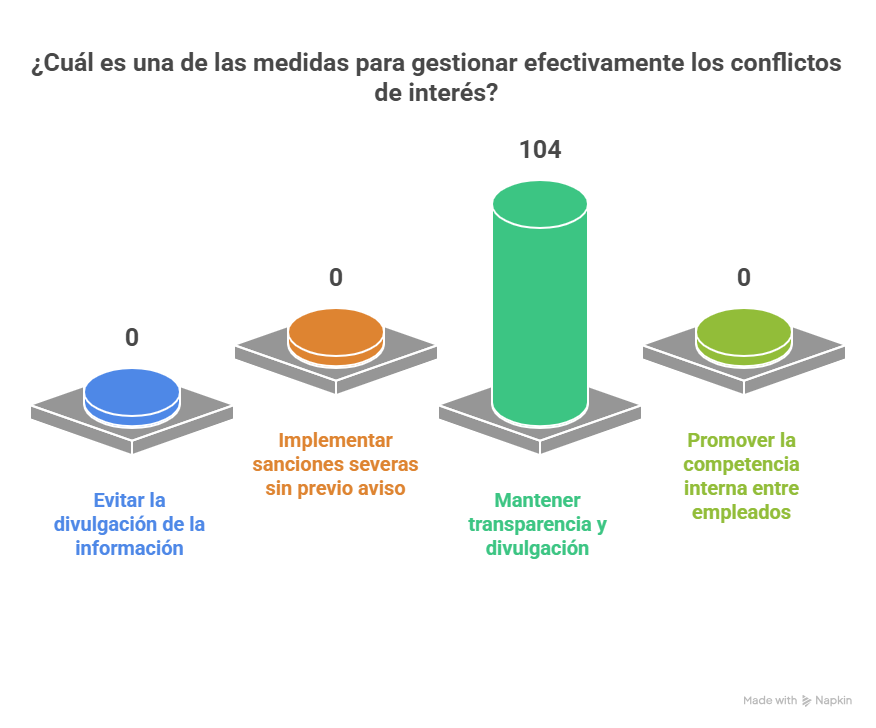 ¿Cuál es una de las medidas para gestionar efectivamente los conflictos
de interés?
0
Evitar la
divulgación de la
información
0
Implementar
sanciones severas
sin previo aviso
104
Mantener
transparencia y
divulgación
0
Promover la
competencia
interna entre
empleados
Made with Napkin